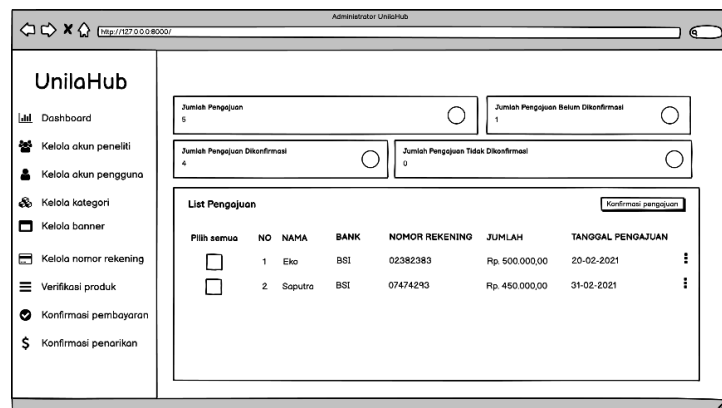 Administrator UnilaHub
http://127.0.0.0:8000/
UnilaHub
Dashboard
Kelola akun peneliti
Kelola akun pengguna
Kelola kategori
Kelola banner
Kelola nomor rekening
Verifikasi produk
Konfirmasi pembayaran
Konfirmasi penarikan
Jumlah Pengajuan
5
Jumlah Pengajuan Belum Dikonfirmasi
1
Jumlah Pengajuan Dikonfirmasi
4
Jumlah Pengajuan Tidak Dikonfirmasi
0
List Pengajuan
Konfirmasi pengajuan
Pilih semua NO NAMA BANK NOMOR REKENING JUMLAH TANGGAL PENGAJUAN
1 Eko BSI 02382383 Rp. 500.000,00 20-02-2021
2 Saputra BSI 07474293 Rp. 450.000,00 31-02-2021